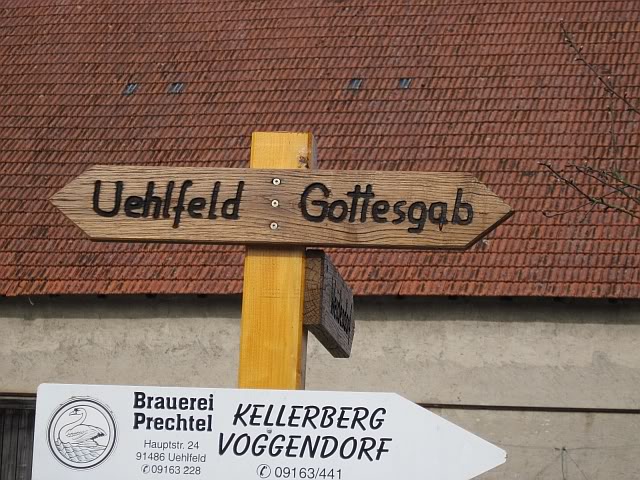 Uehlfeld Gottesgab
Brauerei
Prechtel
Hauptstr. 24
91486 Uehlfeld
✆09163 228
KELLERBERG
VOGGENDORF
✆09163/441